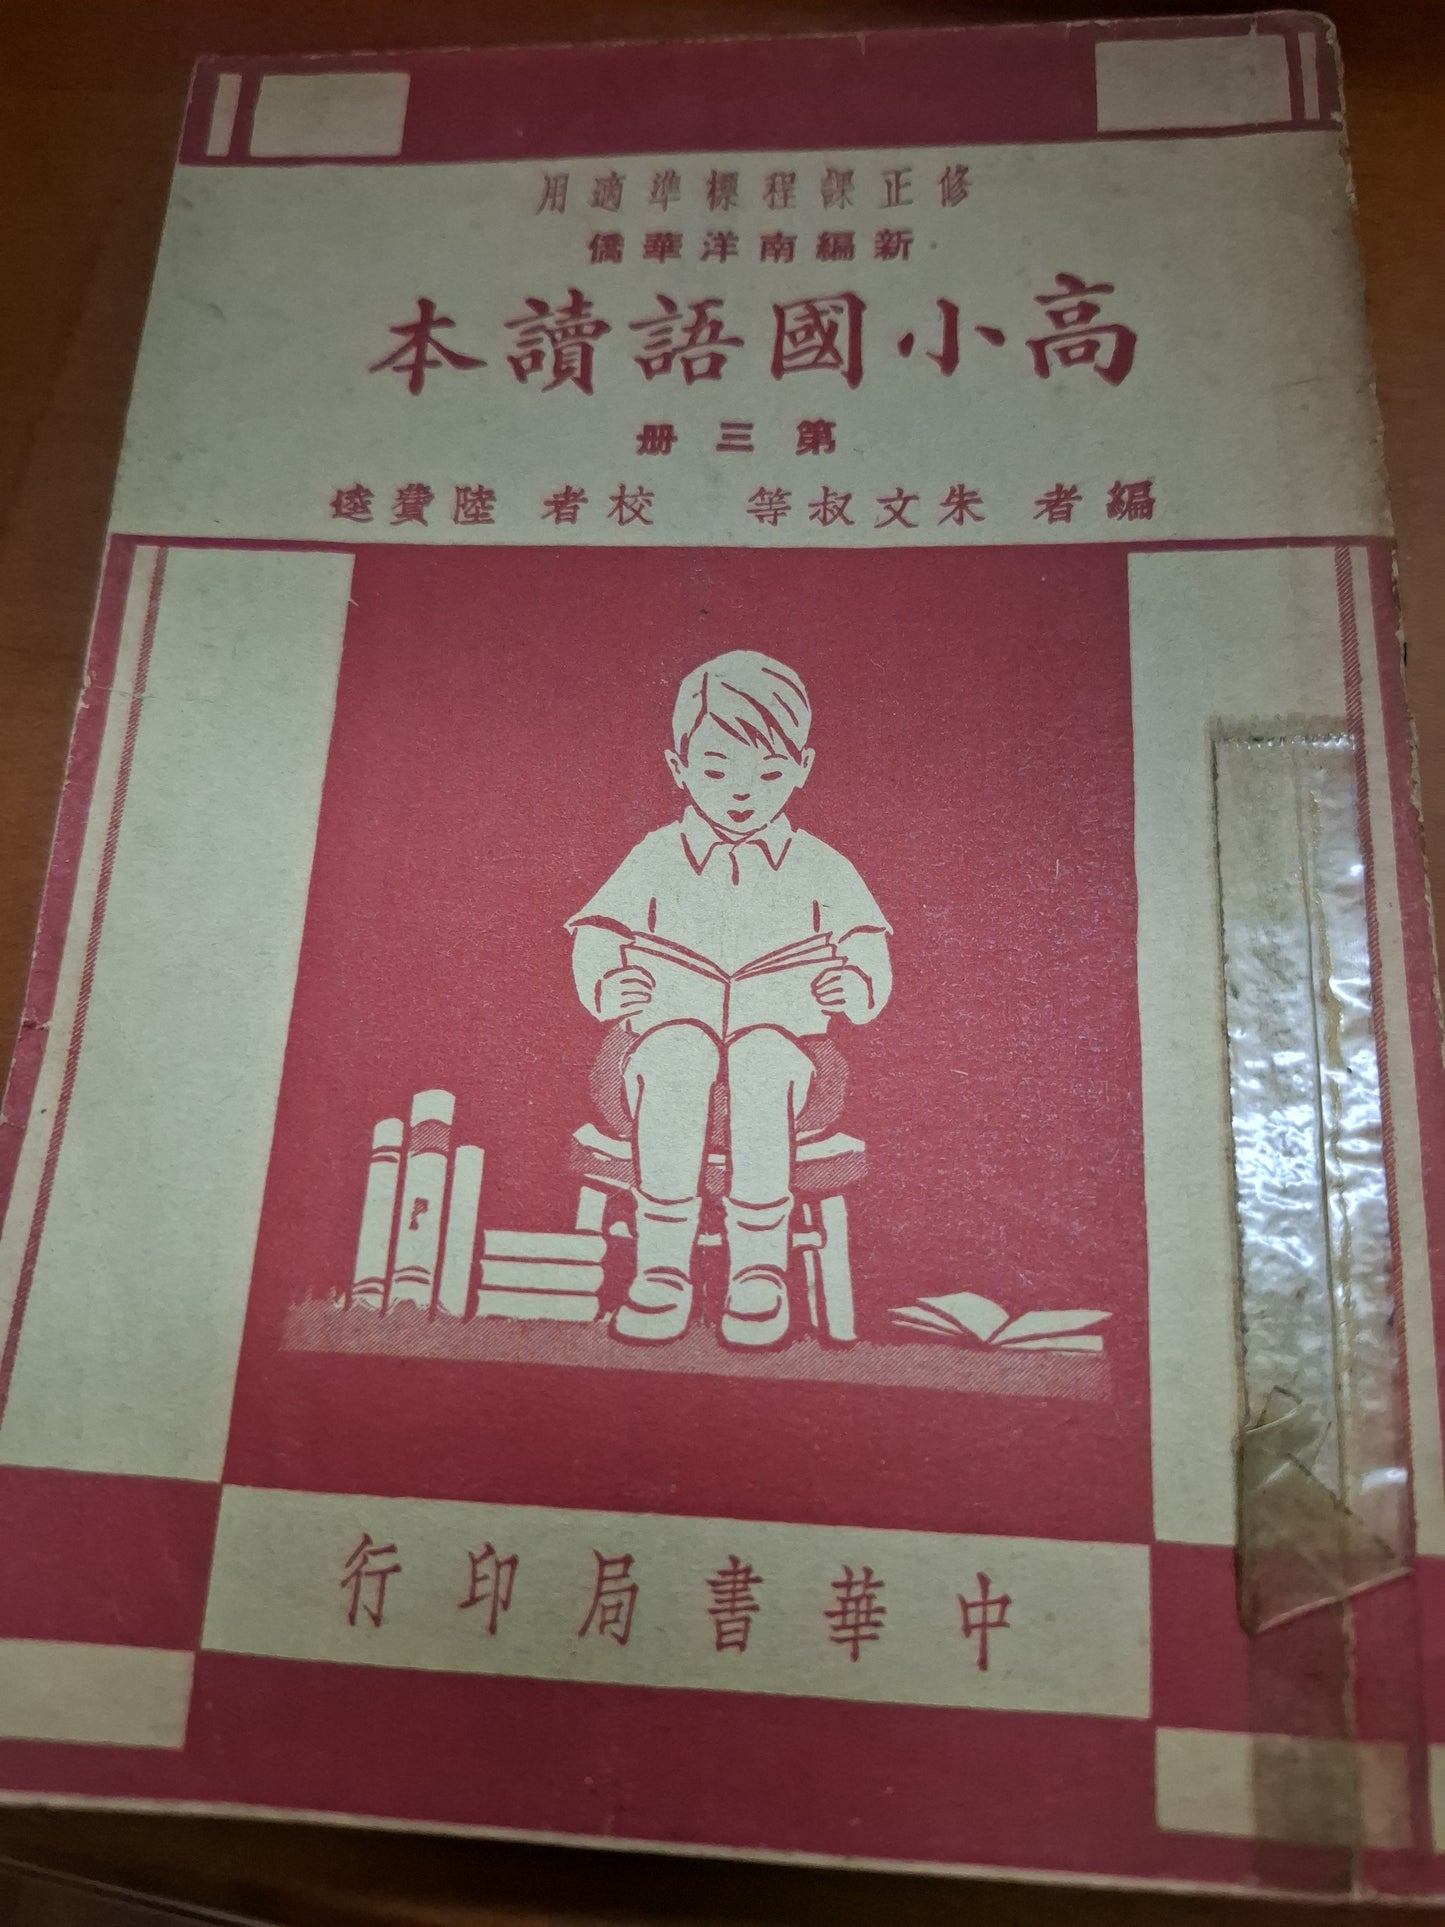 修正課程標準適用
新編南洋華僑
高小國語讀本
第三册
編者 朱文叔等 校者 陸費逵
中華書局印行